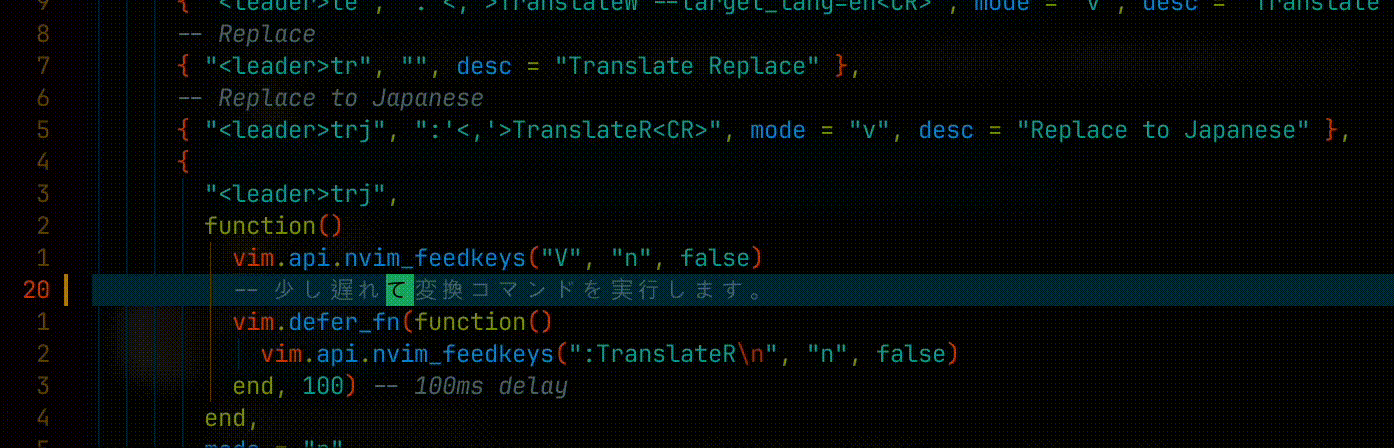 9 { "<leader>te", ":'<,'>TranslateW --target_lang=en<CR>", mode = "v", desc = "Translate
8 -- Replace
7 { "<leader>tr", "", desc = "Translate Replace" },
6 -- Replace to Japanese
5 { "<leader>trj", ":'<,'>TranslateR<CR>", mode = "v", desc = "Replace to Japanese" },
4 {
3 "<leader>trj",
2 function()
1 vim.api.nvim_feedkeys("V", "n", false)
20 -- 少し遅れて変換コマンドを実行します。
1 vim.defer_fn(function()
2 vim.api.nvim_feedkeys(":TranslateR\n", "n", false)
3 end, 100) -- 100ms delay
4 end,
5 mode = "n"